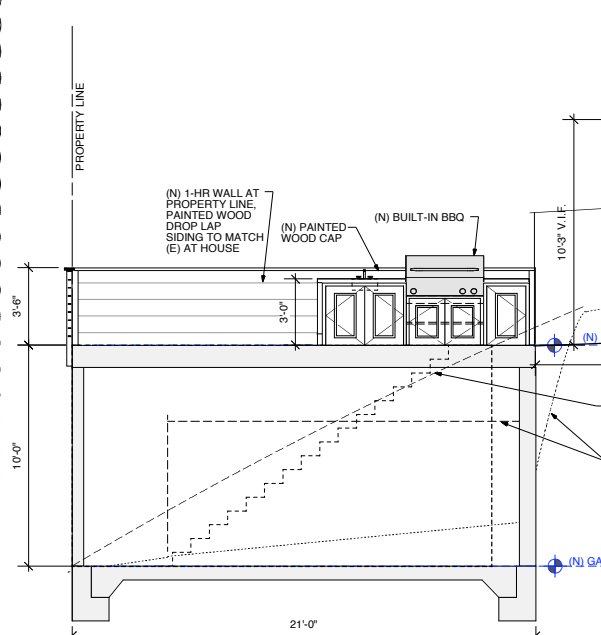 PROPERTY LINE
(N) 1-HR WALL AT
PROPERTY LINE,
PAINTED WOOD
DROP LAP
SIDING TO MATCH
(E) AT HOUSE
(N) PAINTED
WOOD CAP
(N) BUILT-IN BBQ
10'-3" V.I.F.
3'-6"
3'-0"
(N)
10'-0"
(N) GA
21'-0"